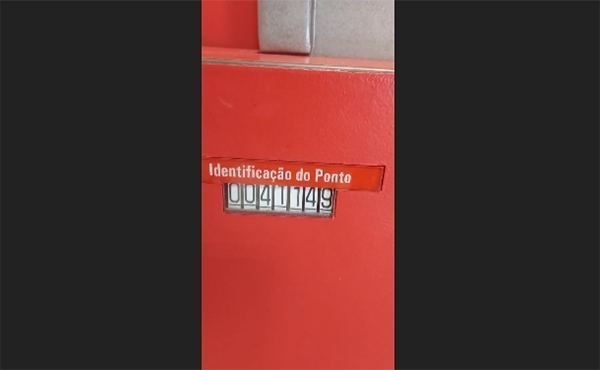 Identificação do Ponto
0041149